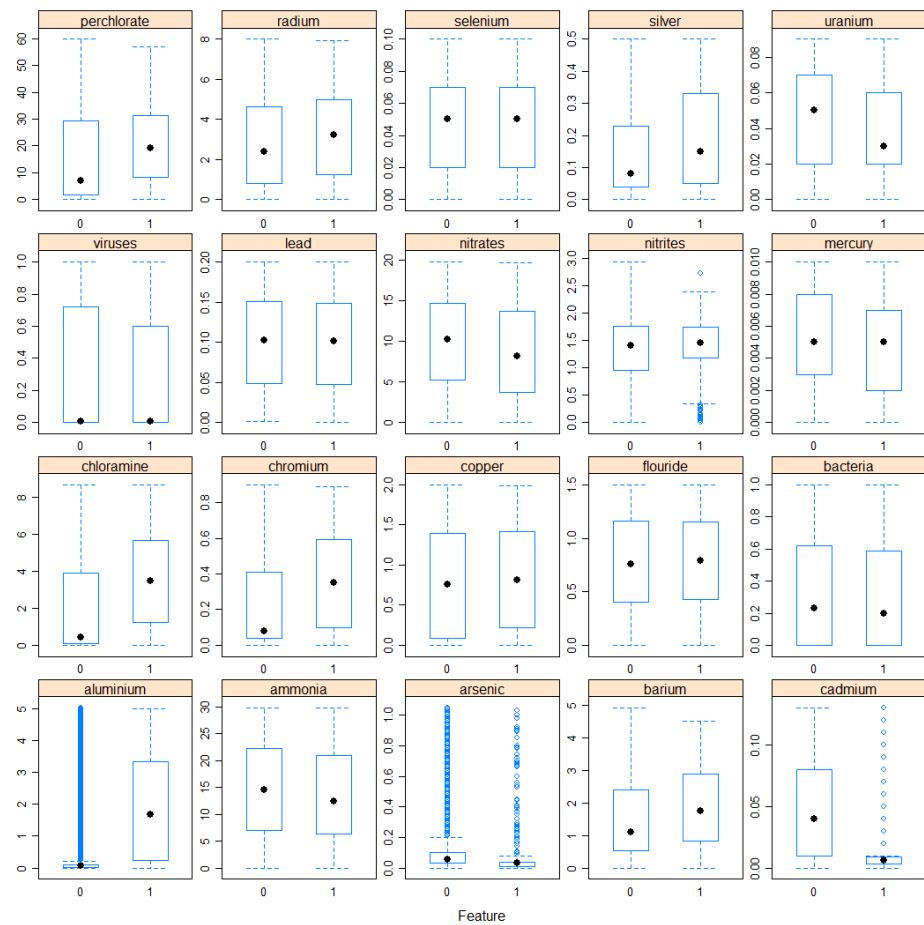 perchlorate radium selenium silver uranium
0 10 20 30 40 50 60
0 2 4 6 8
0.00 0.02 0.04 0.06 0.08 0.10
0.0 0.1 0.2 0.3 0.4 0.5
0.00 0.02 0.04 0.06 0.08
0 1 0 1 0 1 0 1 0 1
viruses lead nitrates nitrites mercury
0.0 0.2 0.4 0.6 0.8 1.0
0.00 0.05 0.10 0.15 0.20
0 5 10 15 20
0.0 0.5 1.0 1.5 2.0 2.5 3.0
0.000 0.002 0.004 0.006 0.008 0.010
0 1 0 1 0 1 0 1 0 1
chloramine chromium copper flouride bacteria
0 2 4 6 8
0.0 0.2 0.4 0.6 0.8
0.0 0.5 1.0 1.5 2.0
0.0 0.5 1.0 1.5
0.0 0.2 0.4 0.6 0.8 1.0
0 1 0 1 0 1 0 1 0 1
aluminium ammonia arsenic barium cadmium
0 1 2 3 4 5
0 5 10 15 20 25 30
0.0 0.2 0.4 0.6 0.8 1.0
0 1 2 3 4 5
0.00 0.05 0.10
0 1 0 1 0 1 0 1 0 1
Feature